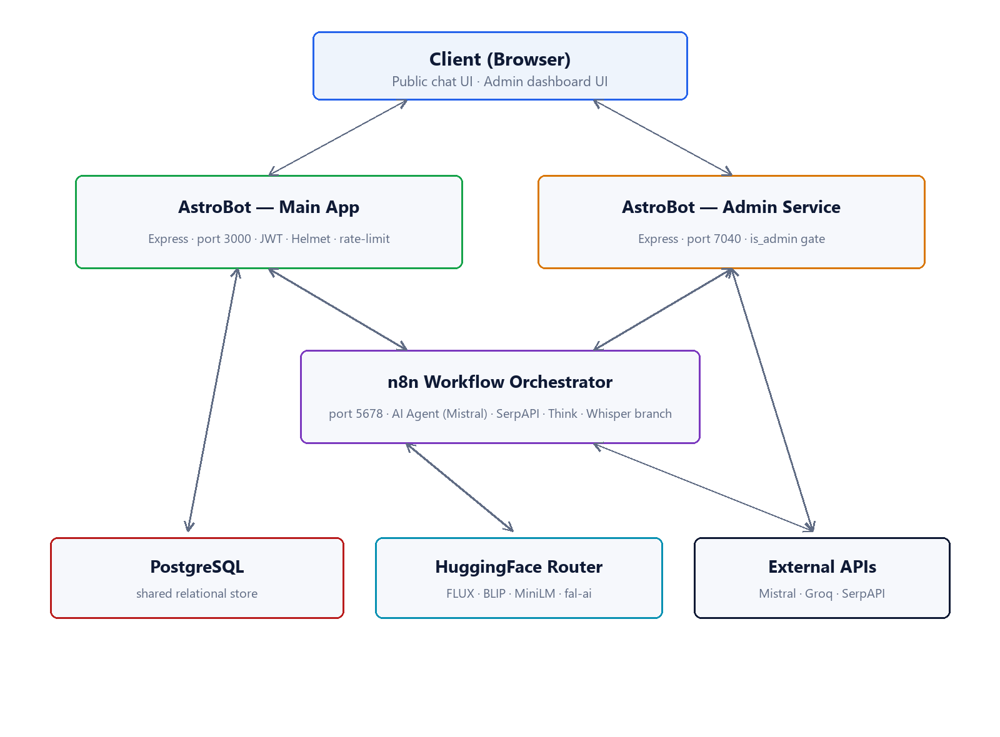 Client (Browser)
Public chat UI · Admin dashboard UI
AstroBot — Main App
Express · port 3000 · JWT · Helmet · rate-limit
AstroBot — Admin Service
Express · port 7040 · is_admin gate
n8n Workflow Orchestrator
port 5678 · AI Agent (Mistral) · SerpAPI · Think · Whisper branch
PostgreSQL
shared relational store
HuggingFace Router
FLUX · BLIP · MiniLM · fal-ai
External APIs
Mistral · Groq · SerpAPI